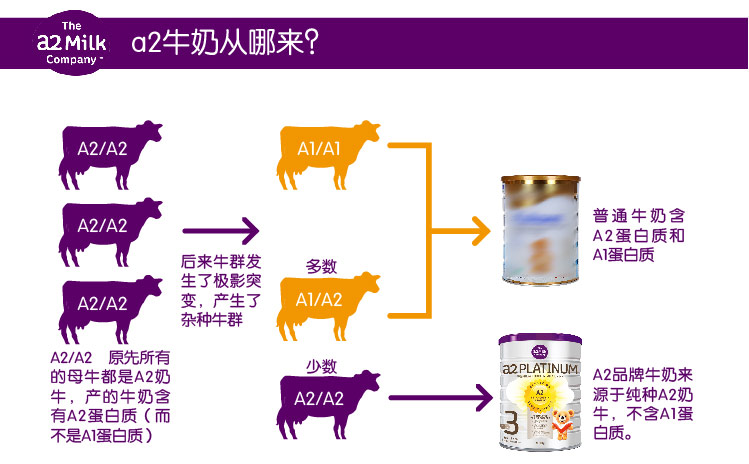 The
a2 Milk
Company™
a2牛奶从哪来？
A2/A2
A2/A2
A2/A2
A2/A2 原先所有
的母牛都是A2奶
牛，产的牛奶含
有A2蛋白质（而
不是A1蛋白质）
后来牛群发
生了极影突
变，产生了
杂种牛群
A1/A1
多数
A1/A2
少数
A2/A2
普通牛奶含
A2蛋白质和
A1蛋白质
The
a2 Milk
Company
a2PLATINUM
A2
3
A2品牌牛奶来
源于纯种A2奶
牛，不含A1蛋
白质。